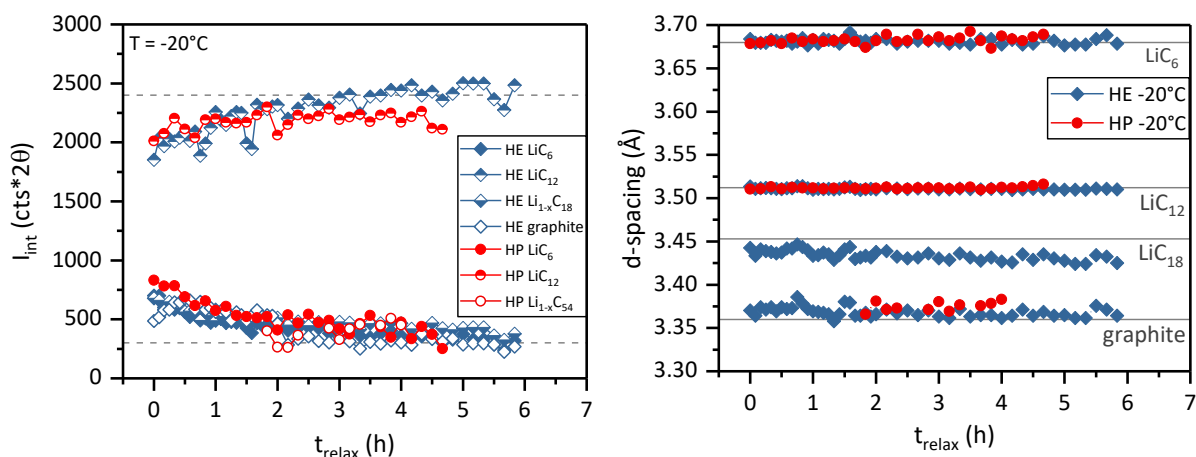 T = -20°C
3000
2500
2000
1500
1000
500
0
I_int (cts*2θ)
0 1 2 3 4 5 6 7
t_relax (h)
HE LiC₆
HE LiC₁₂
HE Li₁₋ₓC₁₈
HE graphite
HP LiC₆
HP LiC₁₂
HP Li₁₋ₓC₅₄
3.70
3.65
3.55
3.50
3.45
3.40
3.35
3.30
d-spacing (Å)
0 1 2 3 4 5 6 7
t_relax (h)
LiC₆
HE -20°C
HP -20°C
LiC₁₂
LiC₁₈
graphite